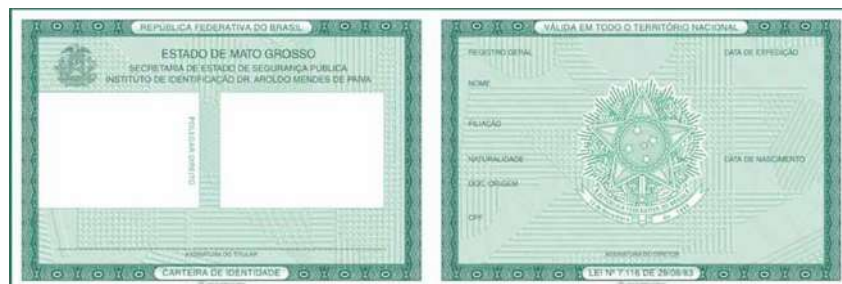 REPÚBLICA FEDERATIVA DO BRASIL
ESTADO DE MATO GROSSO
SECRETARIA DE ESTADO DE SEGURANÇA PÚBLICA
INSTITUTO DE IDENTIFICAÇÃO DR. AROLDO MENDES DE PAIVA
POLEGAR DIREITO
ASSINATURA DO TITULAR
CARTEIRA DE IDENTIDADE
VÁLIDA EM TODO O TERRITÓRIO NACIONAL
REGISTRO GERAL
DATA DE EXPEDIÇÃO
NOME
FILIAÇÃO
NATURALIDADE
DATA DE NASCIMENTO
DOC. ORIGEM
CPF
ASSINATURA DO DIRETOR
LEI Nº 7.116 DE 29/08/83